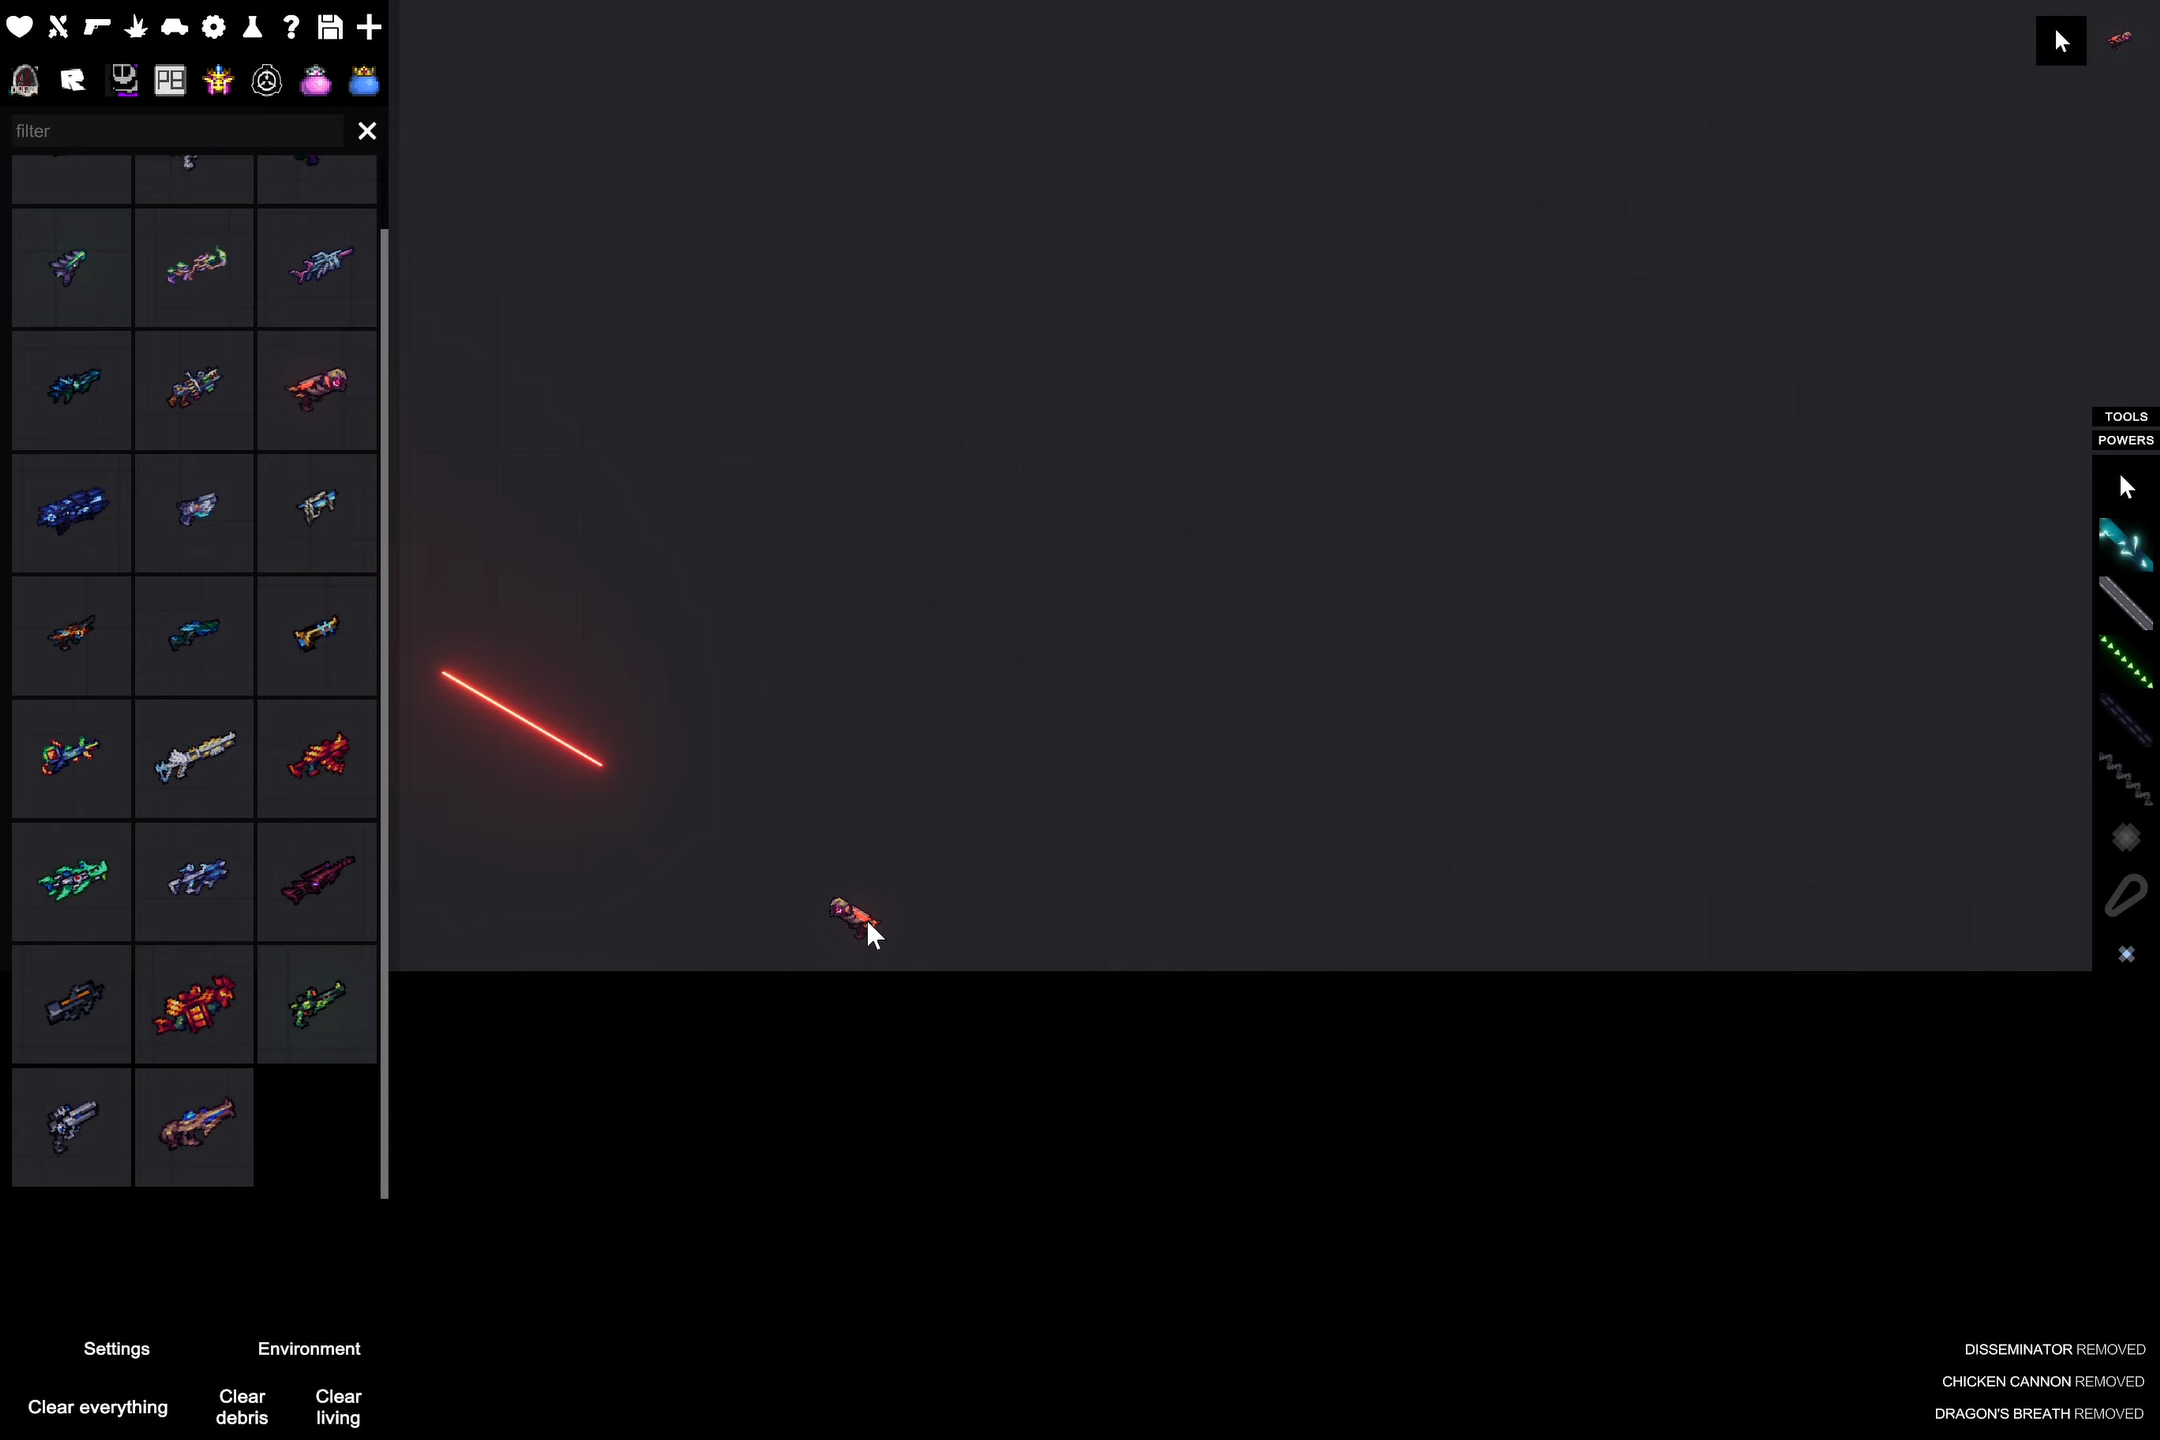 filter
TOOLS
POWERS
Settings
Environment
Clear everything
Clear debris
Clear living
DISSEMINATOR REMOVED
CHICKEN CANNON REMOVED
DRAGON'S BREATH REMOVED